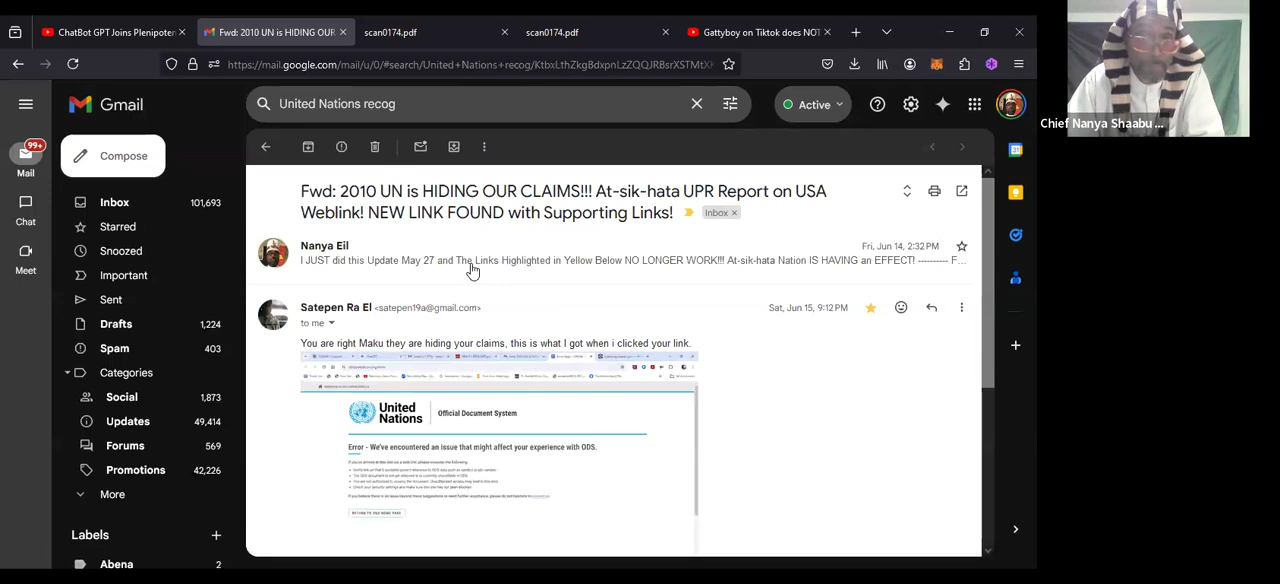 ChatBot GPT Joins Plenipoten
Fwd: 2010 UN is HIDING OUR
scan0174.pdf
scan0174.pdf
Gattyboy on Tiktok does NOT
https://mail.google.com/mail/u/0/#search/United+Nations+recog/
Gmail
United Nations recog
Active
Chief Nanya Shaabu ...
99+
Mail
Chat
Meet
Compose
Inbox 101,693
Starred
Snoozed
Important
Sent
Drafts 1,224
Spam 403
Categories
Social 1,873
Updates 49,414
Forums 569
Promotions 42,226
More
Labels
Abena 2
Fwd: 2010 UN is HIDING OUR CLAIMS!!! At-sik-hata UPR Report on USA
Weblink! NEW LINK FOUND with Supporting Links!
Inbox
Nanya Eil
Fri, Jun 14, 2:32 PM
I JUST did this Update May 27 and The Links Highlighted in Yellow Below NO LONGER WORK!!! At-sik-hata Nation IS HAVING an EFFECT! ---------- F...
Satepen Ra El <satepen19a@gmail.com>
Sat, Jun 15, 9:12 PM
to me
You are right Maku they are hiding your claims, this is what I got when i clicked your link.
United
Nations
Official Document System
Error - We've encountered an issue that might affect your experience with ODS.
RETURN TO UN HOME PAGE